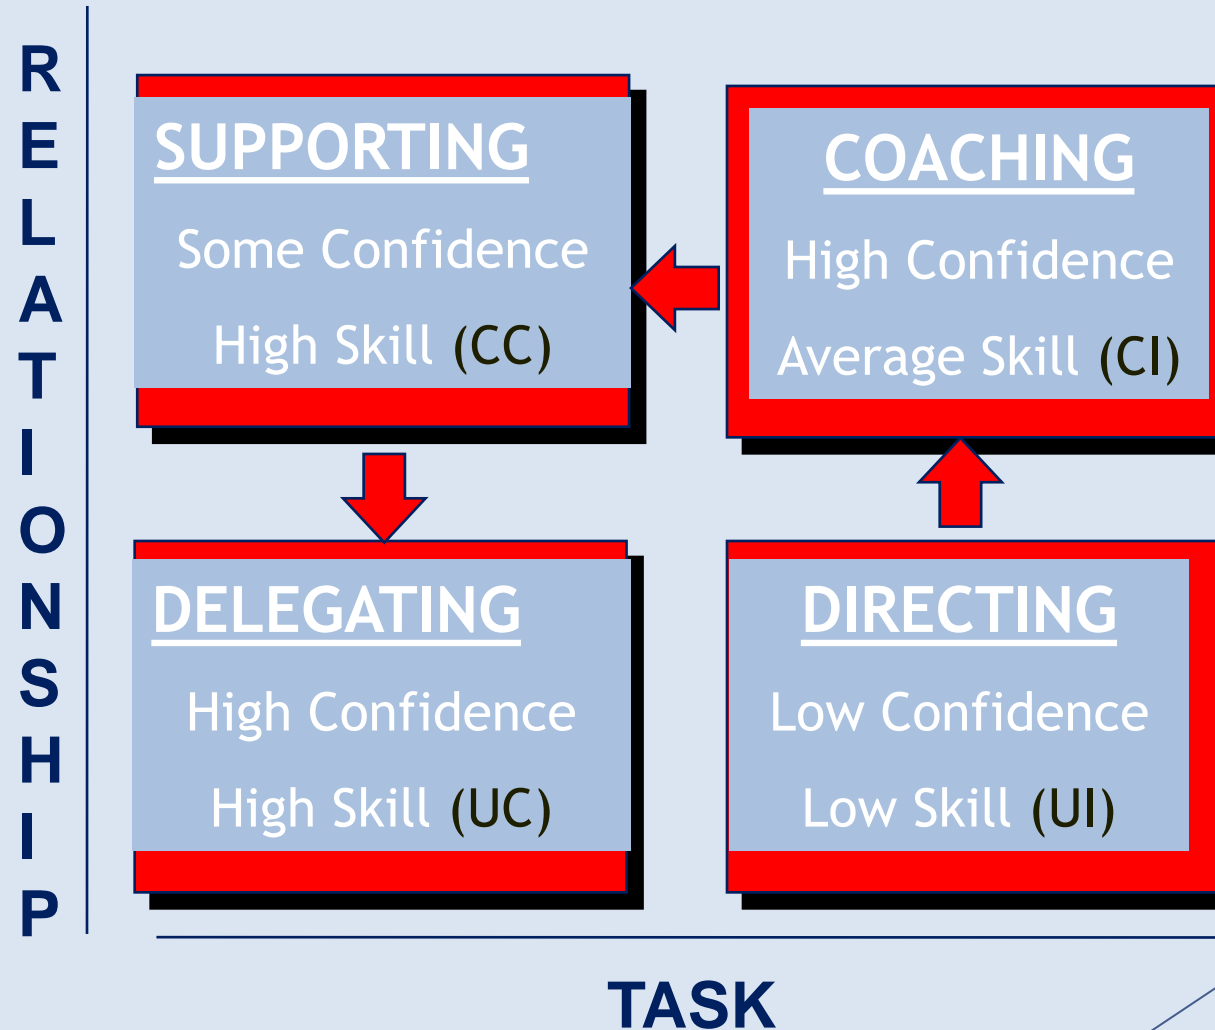 RELATIONSHIP
SUPPORTING
Some Confidence
High Skill (CC)
COACHING
High Confidence
Average Skill (CI)
DELEGATING
High Confidence
High Skill (UC)
DIRECTING
Low Confidence
Low Skill (UI)
TASK